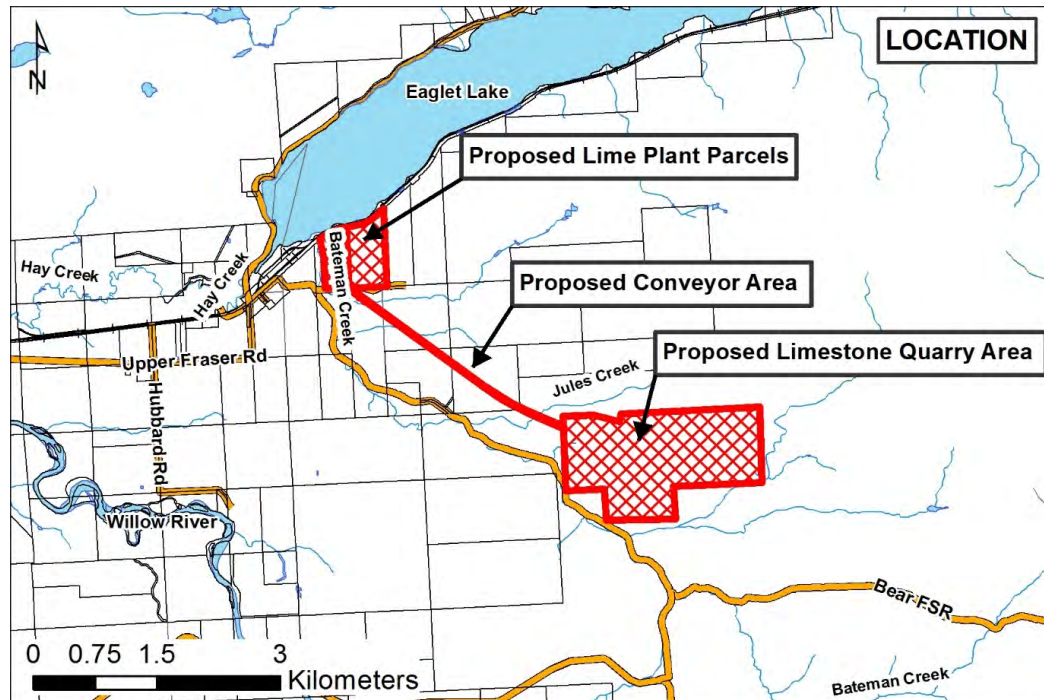 LOCATION
N
Eaglet Lake
Proposed Lime Plant Parcels
Bateman Creek
Hay Creek
Hay Creek
Proposed Conveyor Area
Upper Fraser Rd
Proposed Limestone Quarry Area
Jules Creek
Hubbard Rd
Willow River
Bear FSR
0 0.75 1.5 3
Kilometers
Bateman Creek